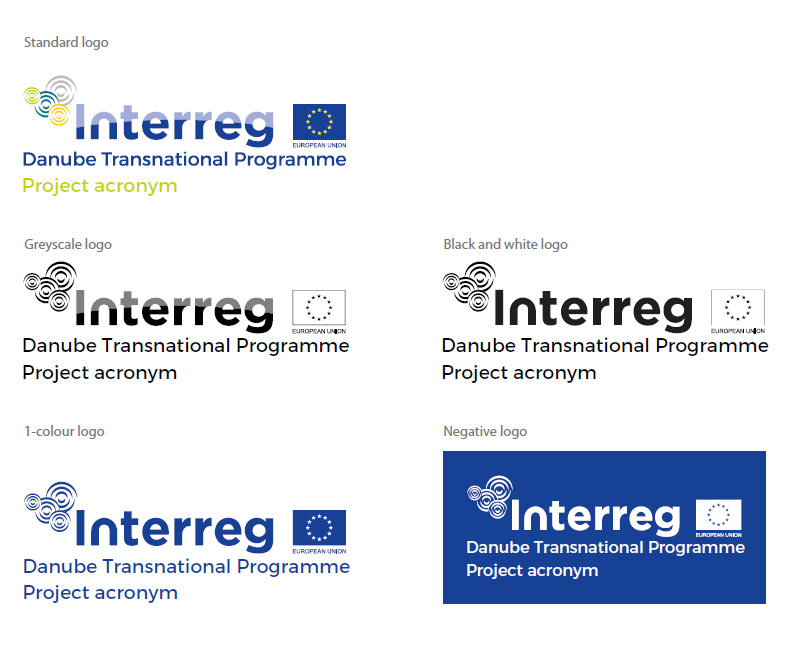 Standard logo
Interreg
EUROPEAN UNION
Danube Transnational Programme
Project acronym
Greyscale logo
Interreg
EUROPEAN UNION
Danube Transnational Programme
Project acronym
Black and white logo
Interreg
EUROPEAN UNION
Danube Transnational Programme
Project acronym
1-colour logo
Interreg
EUROPEAN UNION
Danube Transnational Programme
Project acronym
Negative logo
Interreg
EUROPEAN UNION
Danube Transnational Programme
Project acronym